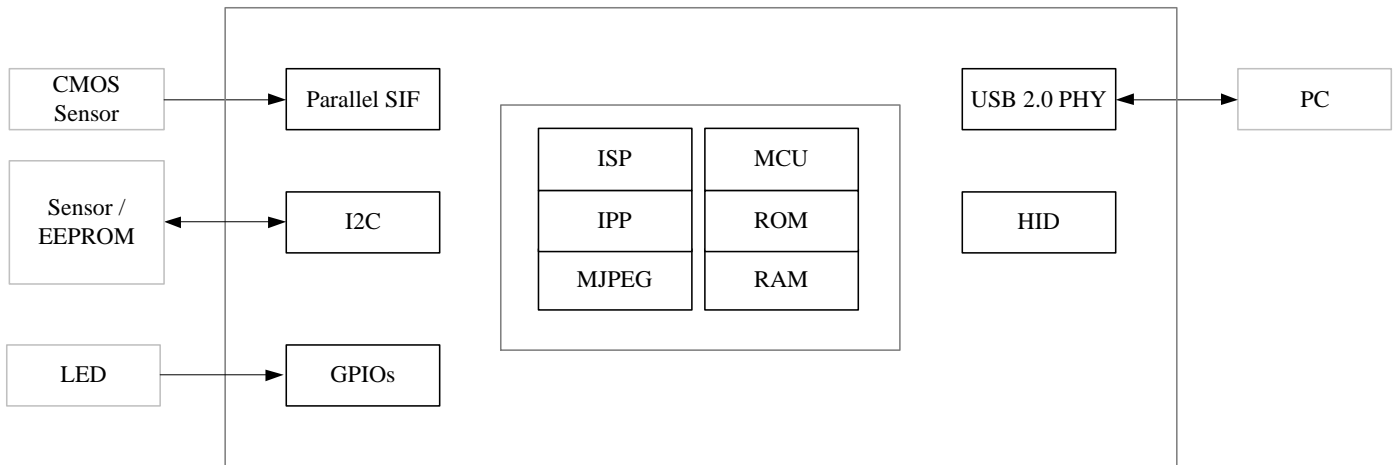 CMOS
Sensor
Parallel SIF
USB 2.0 PHY
PC
ISP
MCU
Sensor /
EEPROM
I2C
IPP
ROM
HID
MJPEG
RAM
LED
GPIOs